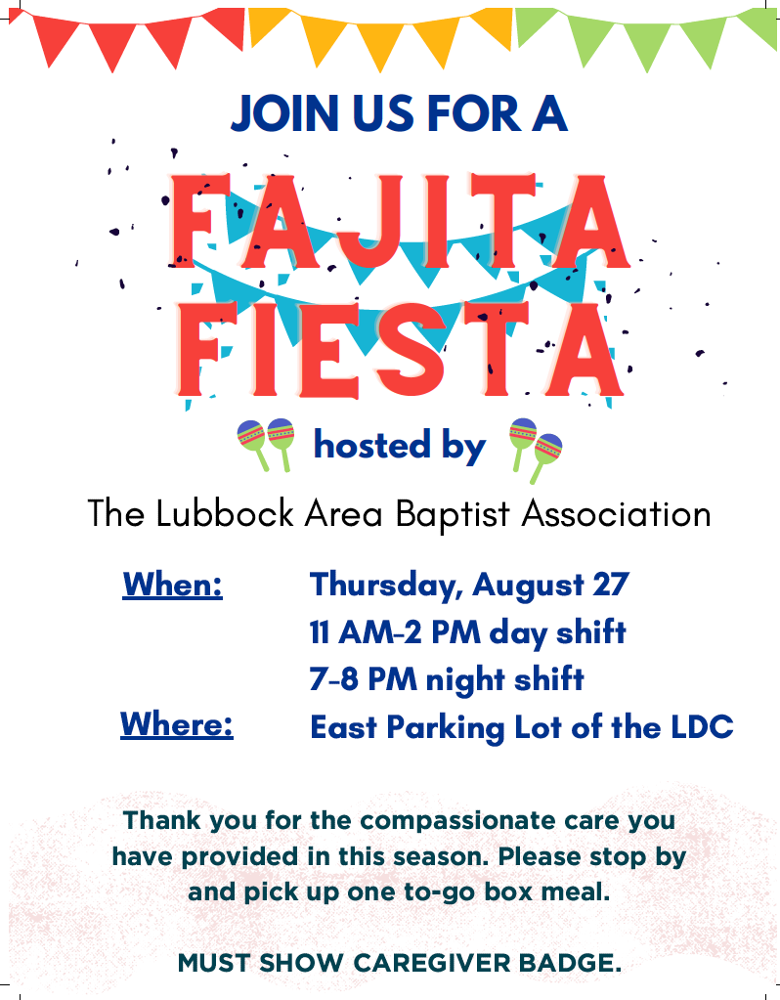 JOIN US FOR A
FAJITA
FIESTA
hosted by
The Lubbock Area Baptist Association
When: Thursday, August 27
11 AM-2 PM day shift
7-8 PM night shift
Where: East Parking Lot of the LDC
Thank you for the compassionate care you
have provided in this season. Please stop by
and pick up one to-go box meal.
MUST SHOW CAREGIVER BADGE.